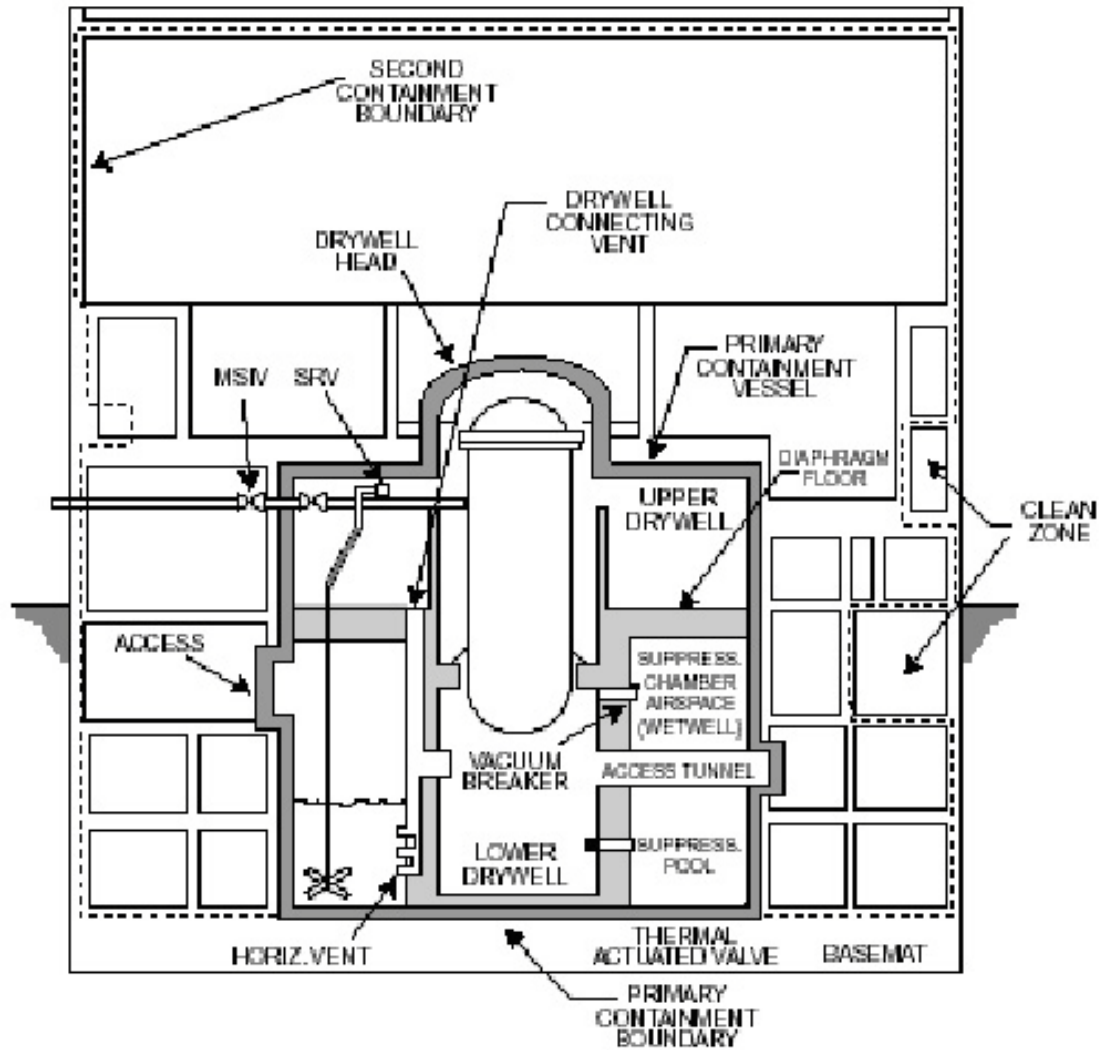 SECOND
CONTAINMENT
BOUNDARY
DRYWELL
CONNECTING
VENT
DRYWELL
HEAD
PRIMARY
CONTAINMENT
VESSEL
MSIV
SRV
DIAPHRAGM
FLOOR
UPPER
DRYWELL
CLEAN
ZONE
ACCESS
SUPPRESS.
CHAMBER
AIRSPACE
(WETWELL)
VACUUM
BREAKER
ACCESS TUNNEL
LOWER
DRYWELL
SUPPRESS.
POOL
HORIZ.VENT
THERMAL
ACTUATED VALVE
BASEMAT
PRIMARY
CONTAINMENT
BOUNDARY